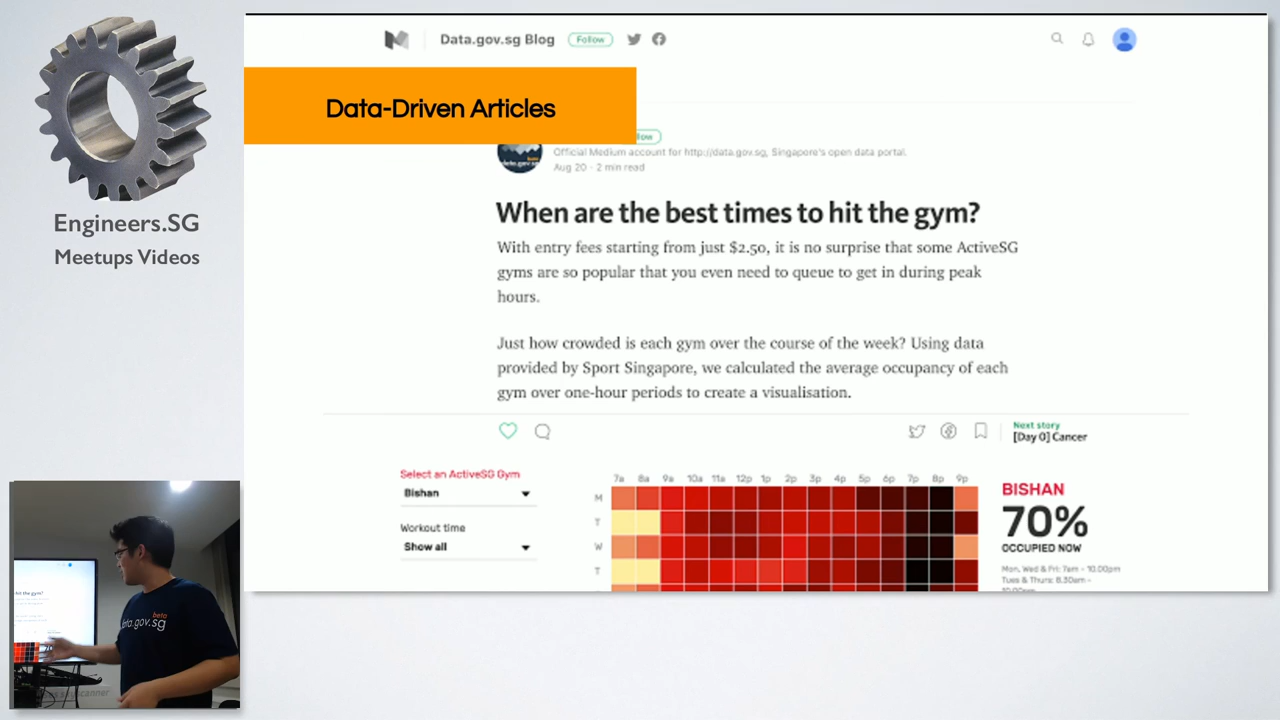 Engineers.SG
Meetups Videos
Data.gov.sg Blog
Follow
Data-Driven Articles
Official Medium account for http://data.gov.sg, Singapore's open data portal.
Aug 20 · 2 min read
When are the best times to hit the gym?
With entry fees starting from just $2.50, it is no surprise that some ActiveSG
gyms are so popular that you even need to queue to get in during peak
hours.
Just how crowded is each gym over the course of the week? Using data
provided by Sport Singapore, we calculated the average occupancy of each
gym over one-hour periods to create a visualisation.
Next story
[Day 0] Cancer
Select an ActiveSG Gym
Bishan
Workout time
Show all
7a 8a 9a 10a 11a 12p 1p 2p 3p 4p 5p 6p 7p 8p 9p
M
T
W
T
BISHAN
70%
OCCUPIED NOW
Mon, Wed & Fri: 7am - 10.00pm
Tues & Thurs: 8.30am -
beta
data.gov.sg